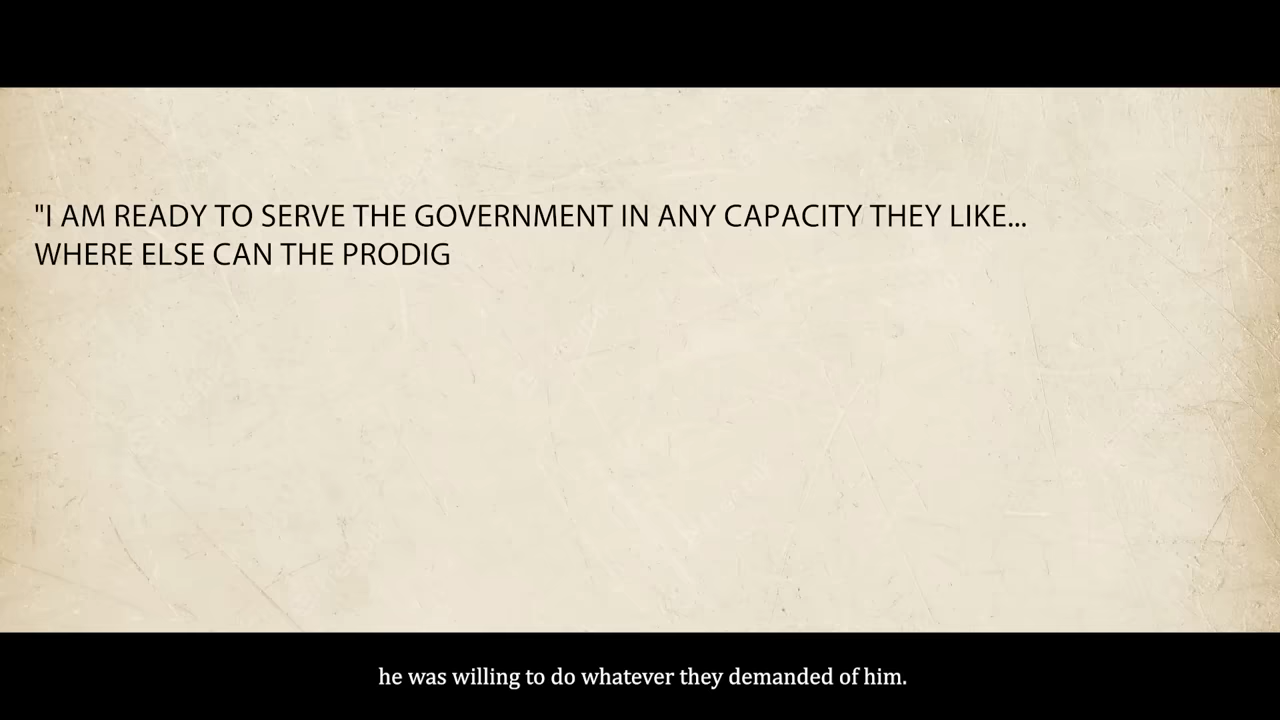 "I AM READY TO SERVE THE GOVERNMENT IN ANY CAPACITY THEY LIKE...
WHERE ELSE CAN THE PRODIG
he was willing to do whatever they demanded of him.